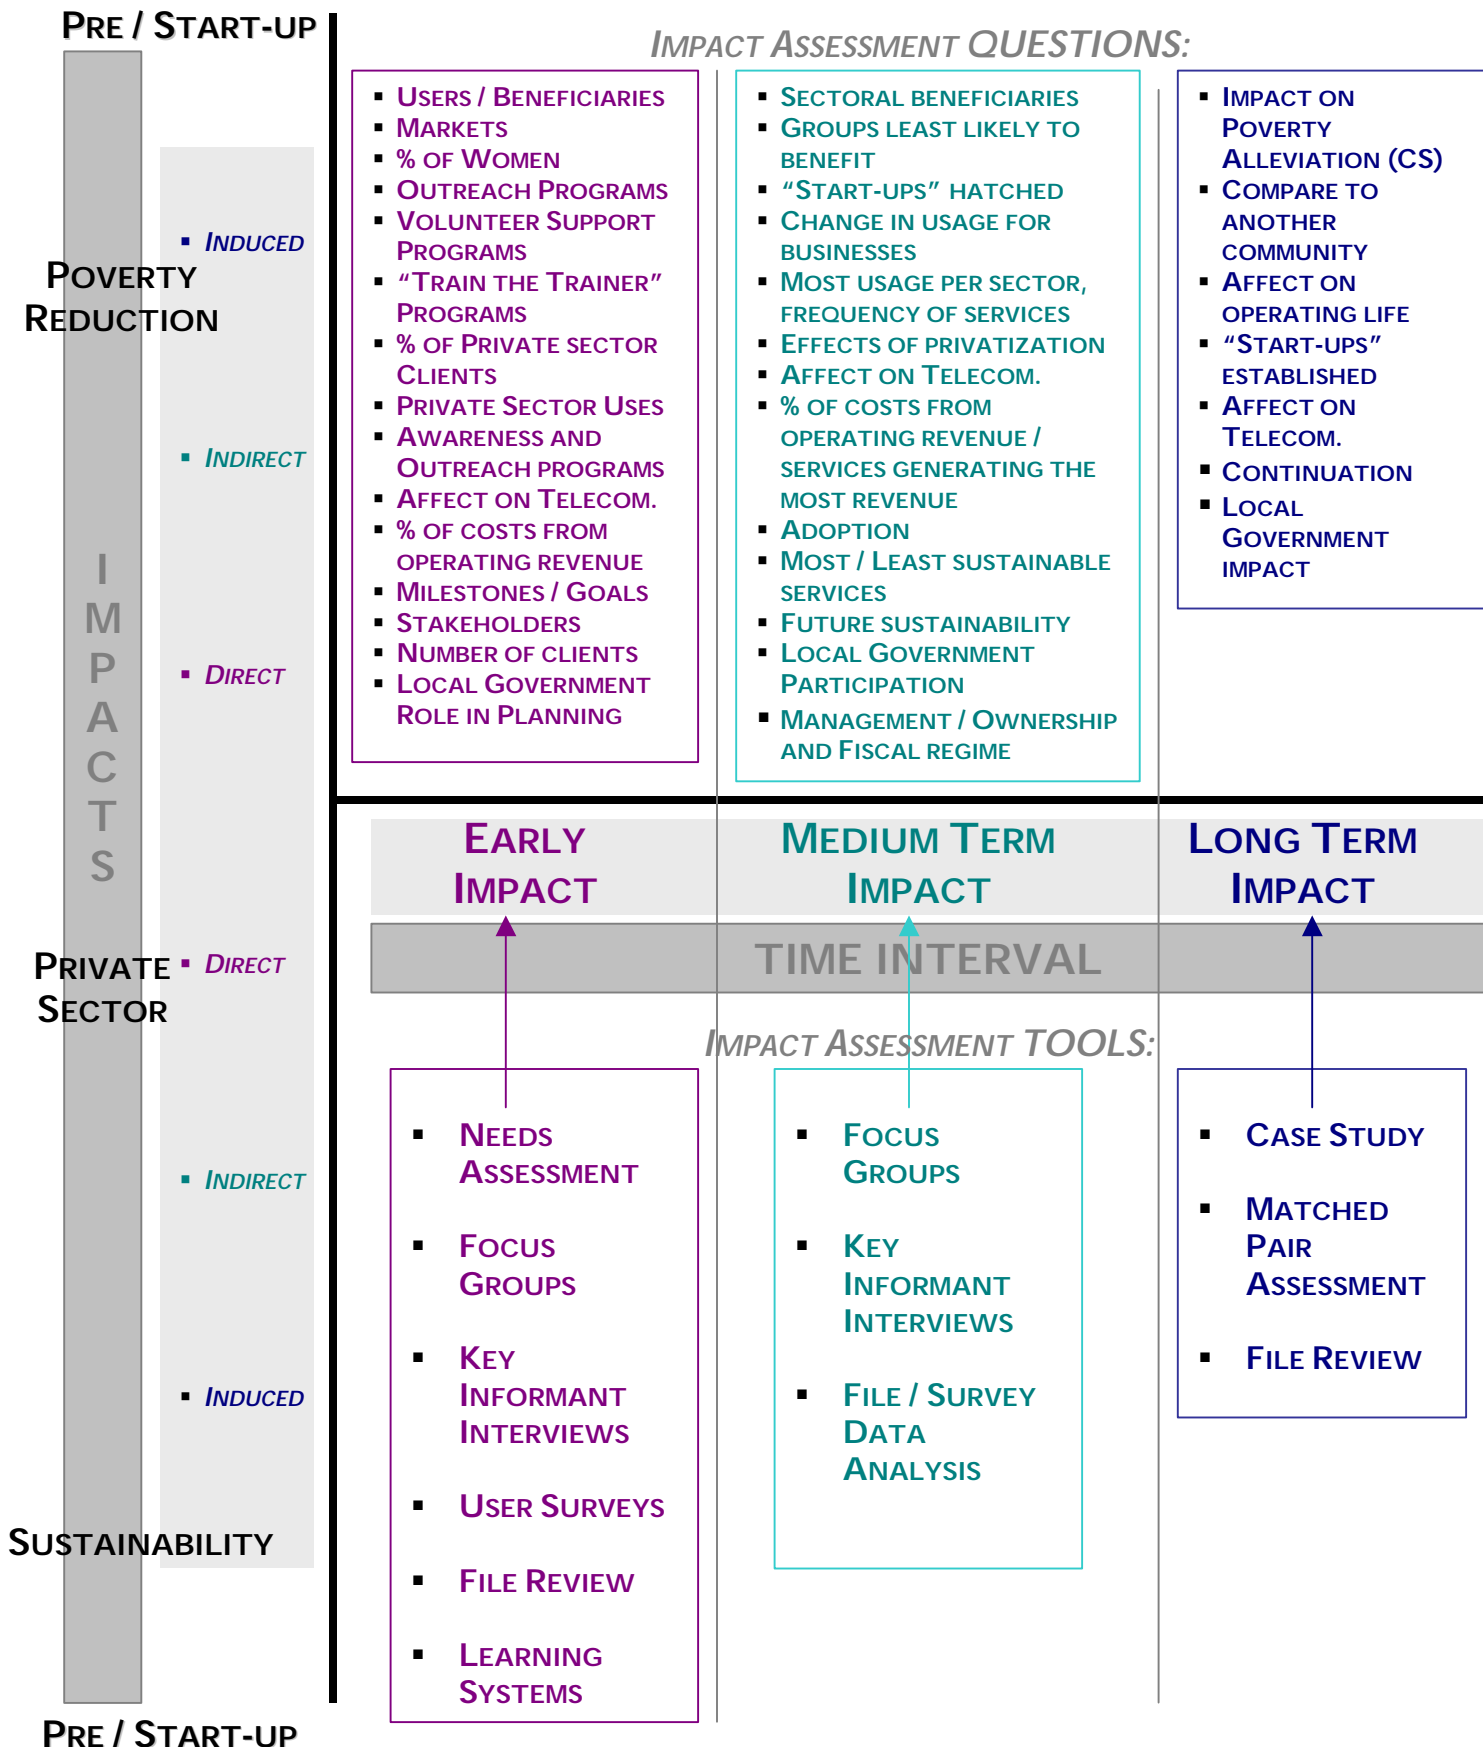 PRE / START-UP
IMPACT ASSESSMENT QUESTIONS:
▪ USERS / BENEFICIARIES
▪ MARKETS
▪ % OF WOMEN
▪ OUTREACH PROGRAMS
▪ VOLUNTEER SUPPORT
PROGRAMS
▪ “TRAIN THE TRAINER”
PROGRAMS
▪ % OF PRIVATE SECTOR
CLIENTS
▪ PRIVATE SECTOR USES
▪ AWARENESS AND
OUTREACH PROGRAMS
▪ AFFECT ON TELECOM.
▪ % OF COSTS FROM
OPERATING REVENUE
▪ MILESTONES / GOALS
▪ STAKEHOLDERS
▪ NUMBER OF CLIENTS
▪ LOCAL GOVERNMENT
ROLE IN PLANNING
▪ SECTORAL BENEFICIARIES
▪ GROUPS LEAST LIKELY TO
BENEFIT
▪ “START-UPS” HATCHED
▪ CHANGE IN USAGE FOR
BUSINESSES
▪ MOST USAGE PER SECTOR,
FREQUENCY OF SERVICES
▪ EFFECTS OF PRIVATIZATION
▪ AFFECT ON TELECOM.
▪ % OF COSTS FROM
OPERATING REVENUE /
SERVICES GENERATING THE
MOST REVENUE
▪ ADOPTION
▪ MOST / LEAST SUSTAINABLE
SERVICES
▪ FUTURE SUSTAINABILITY
▪ LOCAL GOVERNMENT
PARTICIPATION
▪ MANAGEMENT / OWNERSHIP
AND FISCAL REGIME
▪ IMPACT ON
POVERTY
ALLEVIATION (CS)
▪ COMPARE TO
ANOTHER
COMMUNITY
▪ AFFECT ON
OPERATING LIFE
▪ “START-UPS”
ESTABLISHED
▪ AFFECT ON
TELECOM.
▪ CONTINUATION
▪ LOCAL
GOVERNMENT
IMPACT
IMPACTS
▪ INDUCED
POVERTY
REDUCTION
▪ INDIRECT
▪ DIRECT
PRIVATE
SECTOR
▪ DIRECT
▪ INDIRECT
▪ INDUCED
SUSTAINABILITY
PRE / START-UP
EARLY
IMPACT
MEDIUM TERM
IMPACT
LONG TERM
IMPACT
TIME INTERVAL
IMPACT ASSESSMENT TOOLS:
▪ NEEDS
ASSESSMENT
▪ FOCUS
GROUPS
▪ KEY
INFORMANT
INTERVIEWS
▪ USER SURVEYS
▪ FILE REVIEW
▪ LEARNING
SYSTEMS
▪ FOCUS
GROUPS
▪ KEY
INFORMANT
INTERVIEWS
▪ FILE / SURVEY
DATA
ANALYSIS
▪ CASE STUDY
▪ MATCHED
PAIR
ASSESSMENT
▪ FILE REVIEW